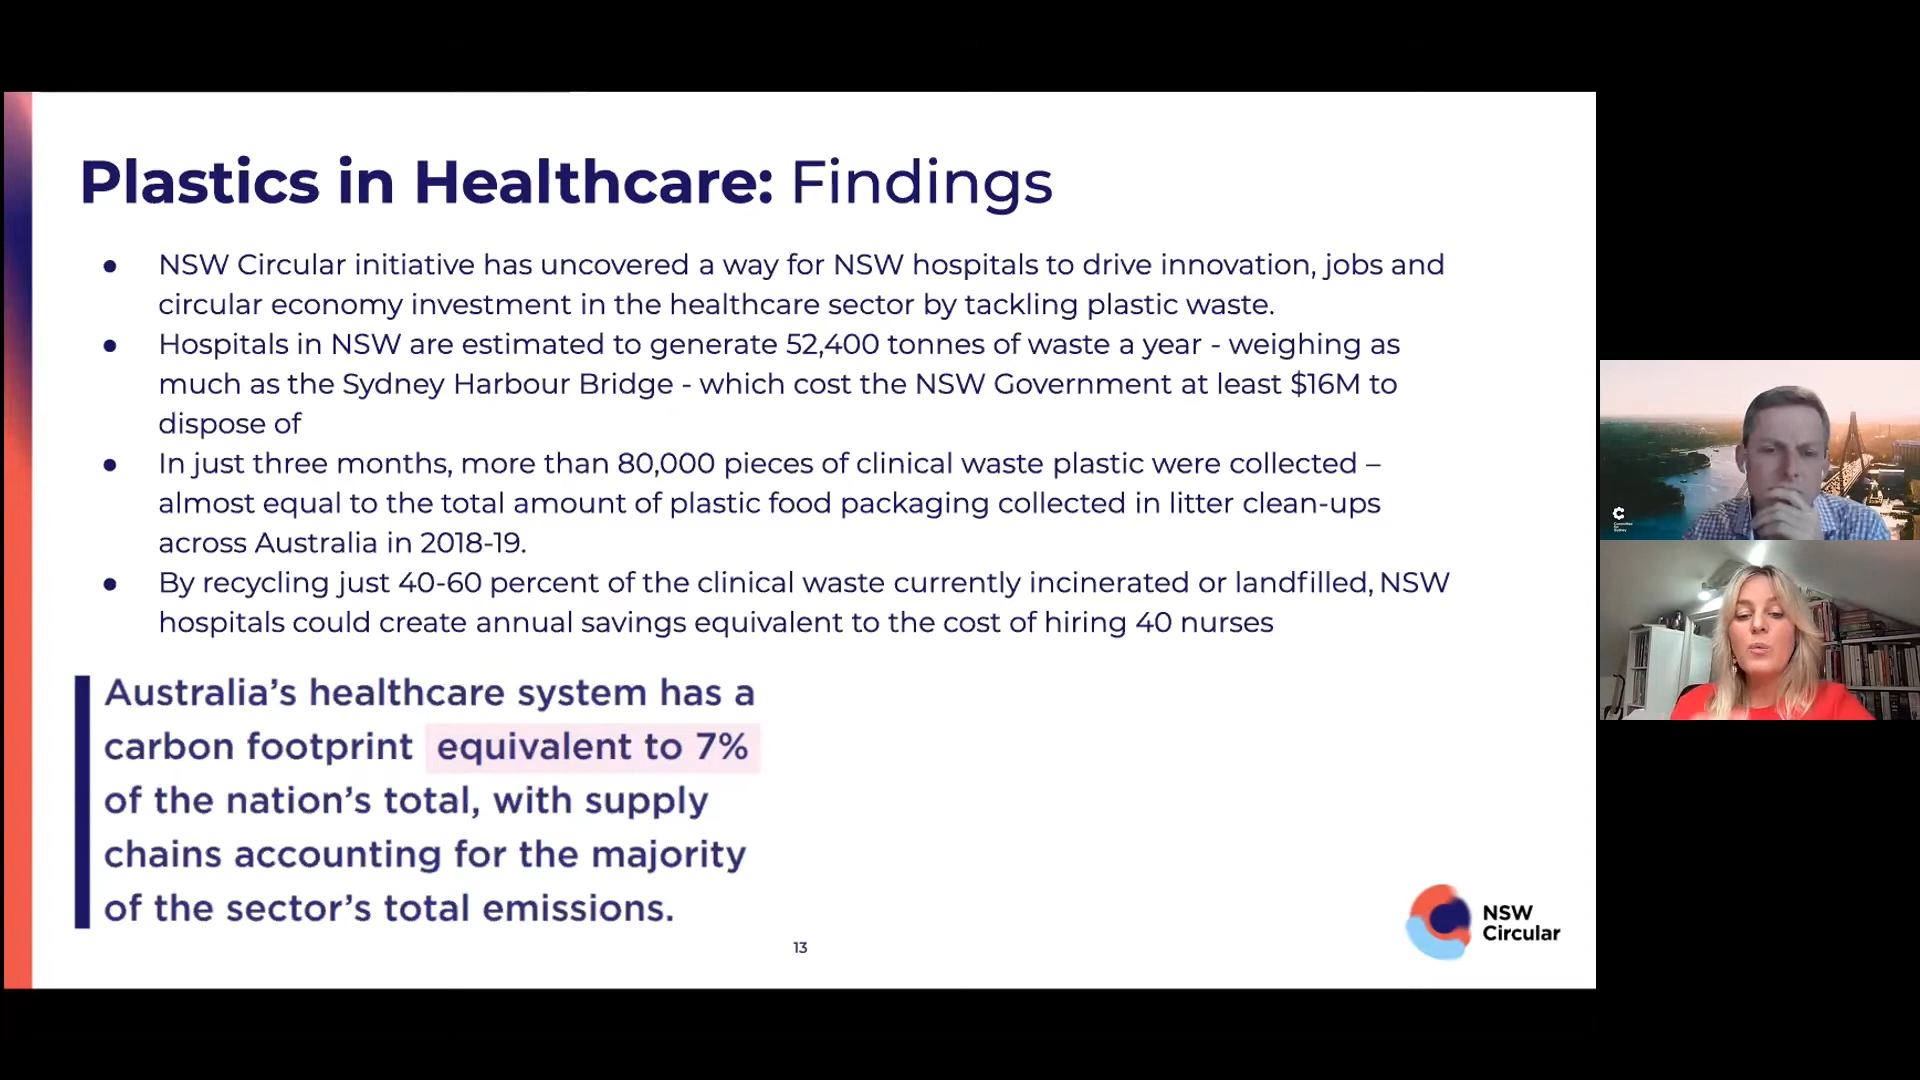 Plastics in Healthcare: Findings
● NSW Circular initiative has uncovered a way for NSW hospitals to drive innovation, jobs and
circular economy investment in the healthcare sector by tackling plastic waste.
● Hospitals in NSW are estimated to generate 52,400 tonnes of waste a year - weighing as
much as the Sydney Harbour Bridge - which cost the NSW Government at least $16M to
dispose of
● In just three months, more than 80,000 pieces of clinical waste plastic were collected –
almost equal to the total amount of plastic food packaging collected in litter clean-ups
across Australia in 2018-19.
● By recycling just 40-60 percent of the clinical waste currently incinerated or landfilled, NSW
hospitals could create annual savings equivalent to the cost of hiring 40 nurses
Australia's healthcare system has a
carbon footprint equivalent to 7%
of the nation's total, with supply
chains accounting for the majority
of the sector's total emissions.
13
NSW
Circular